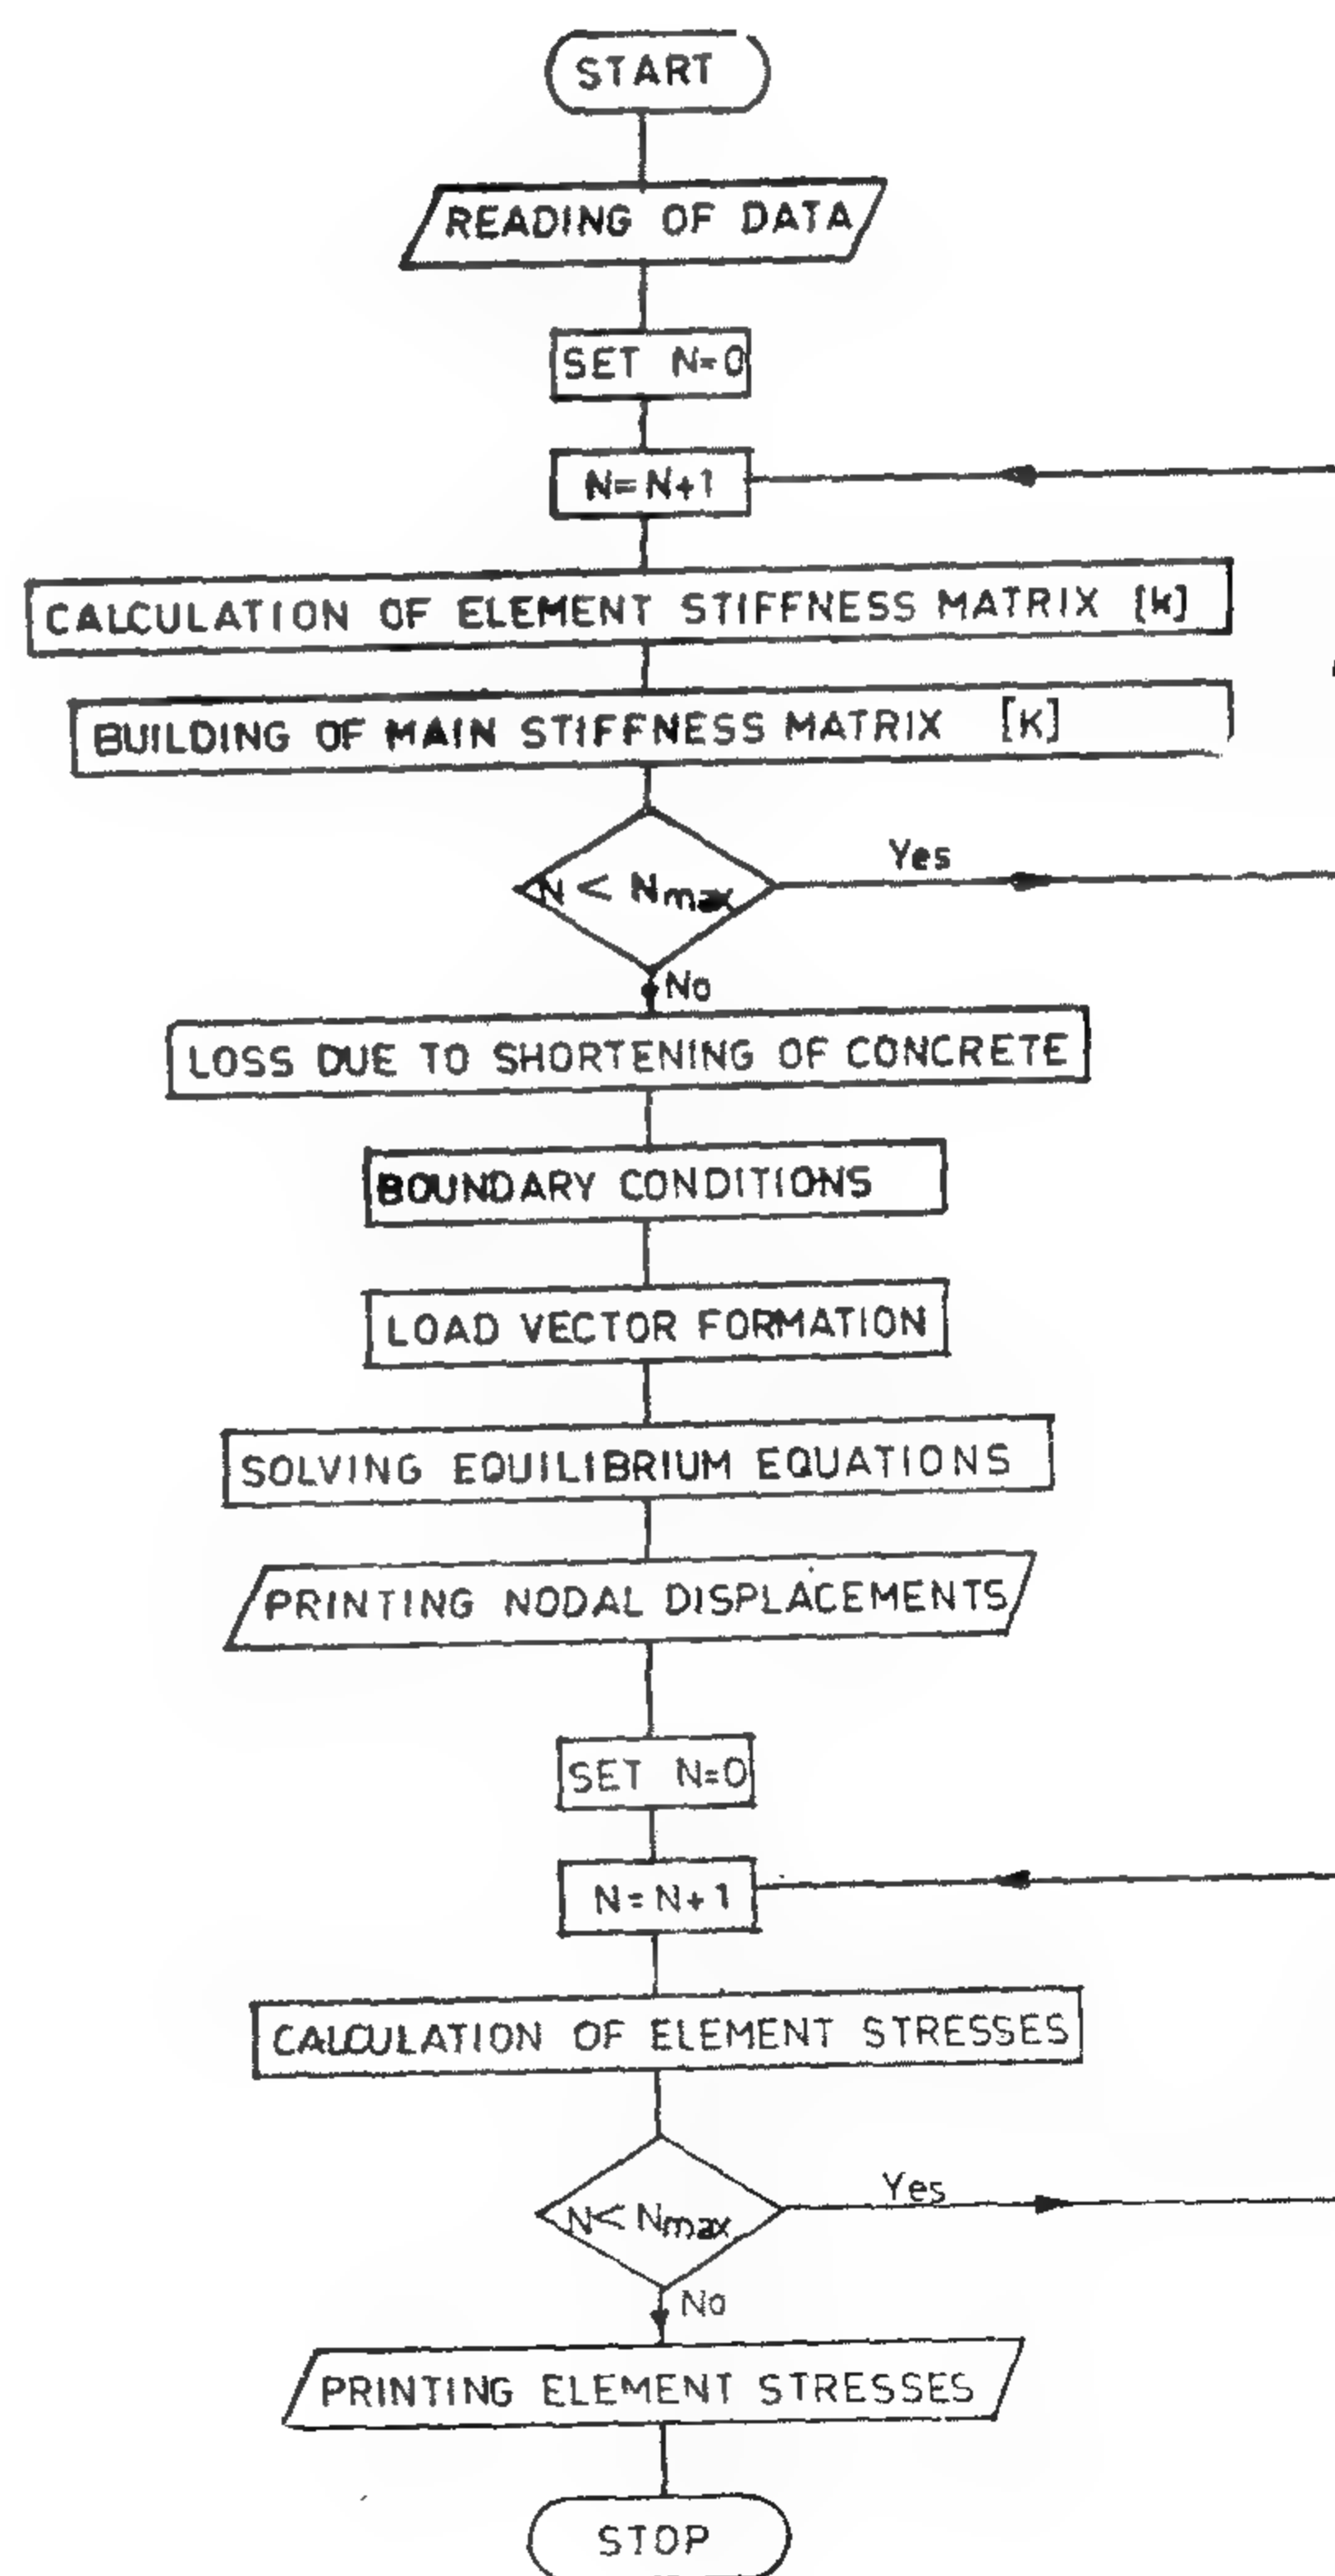 START
READING OF DATA
SET N=0
N=N+1
CALCULATION OF ELEMENT STIFFNESS MATRIX [k]
BUILDING OF MAIN STIFFNESS MATRIX [K]
N < Nmax
Yes
No
LOSS DUE TO SHORTENING OF CONCRETE
BOUNDARY CONDITIONS
LOAD VECTOR FORMATION
SOLVING EQUILIBRIUM EQUATIONS
PRINTING NODAL DISPLACEMENTS
SET N=0
N=N+1
CALCULATION OF ELEMENT STRESSES
N< Nmax
Yes
No
PRINTING ELEMENT STRESSES
STOP